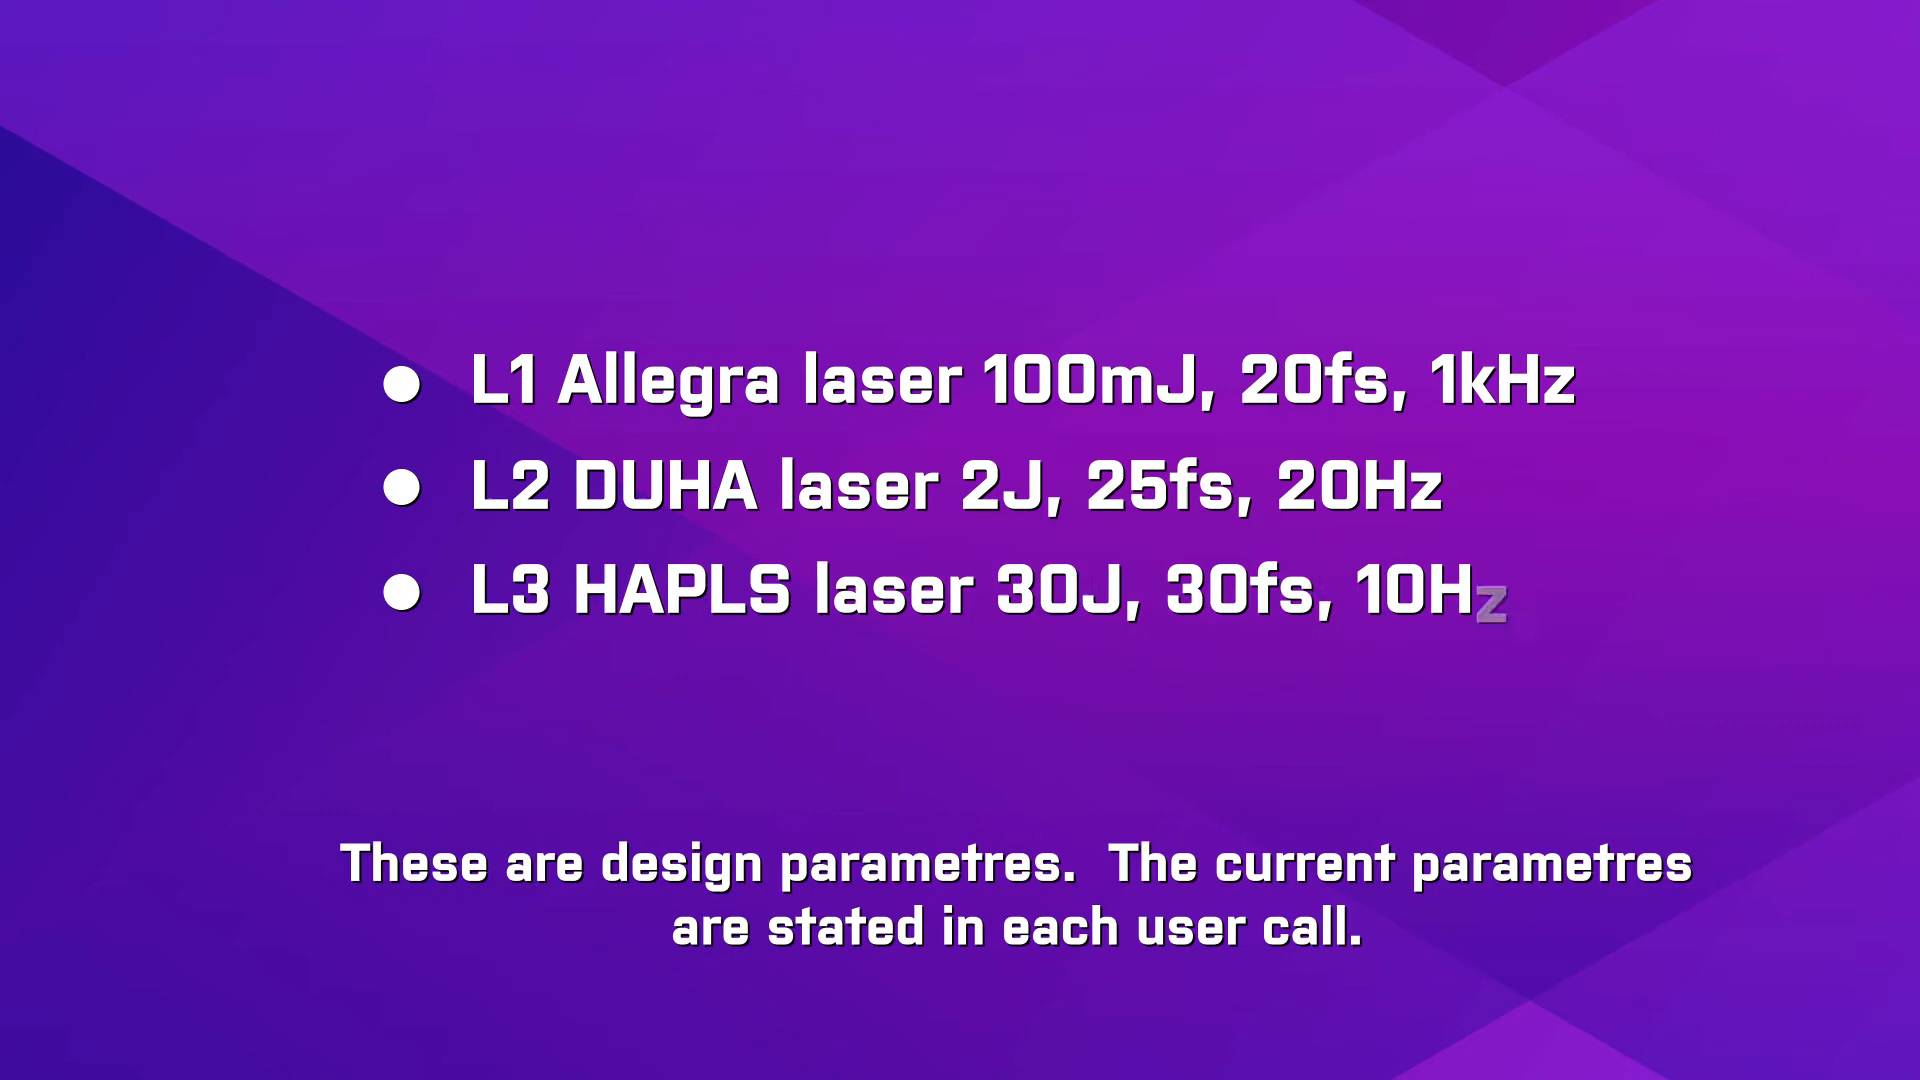 ● L1 Allegra laser 100mJ, 20fs, 1kHz
● L2 DUHA laser 2J, 25fs, 20Hz
● L3 HAPLS laser 30J, 30fs, 10Hz
These are design parametres. The current parametres
are stated in each user call.